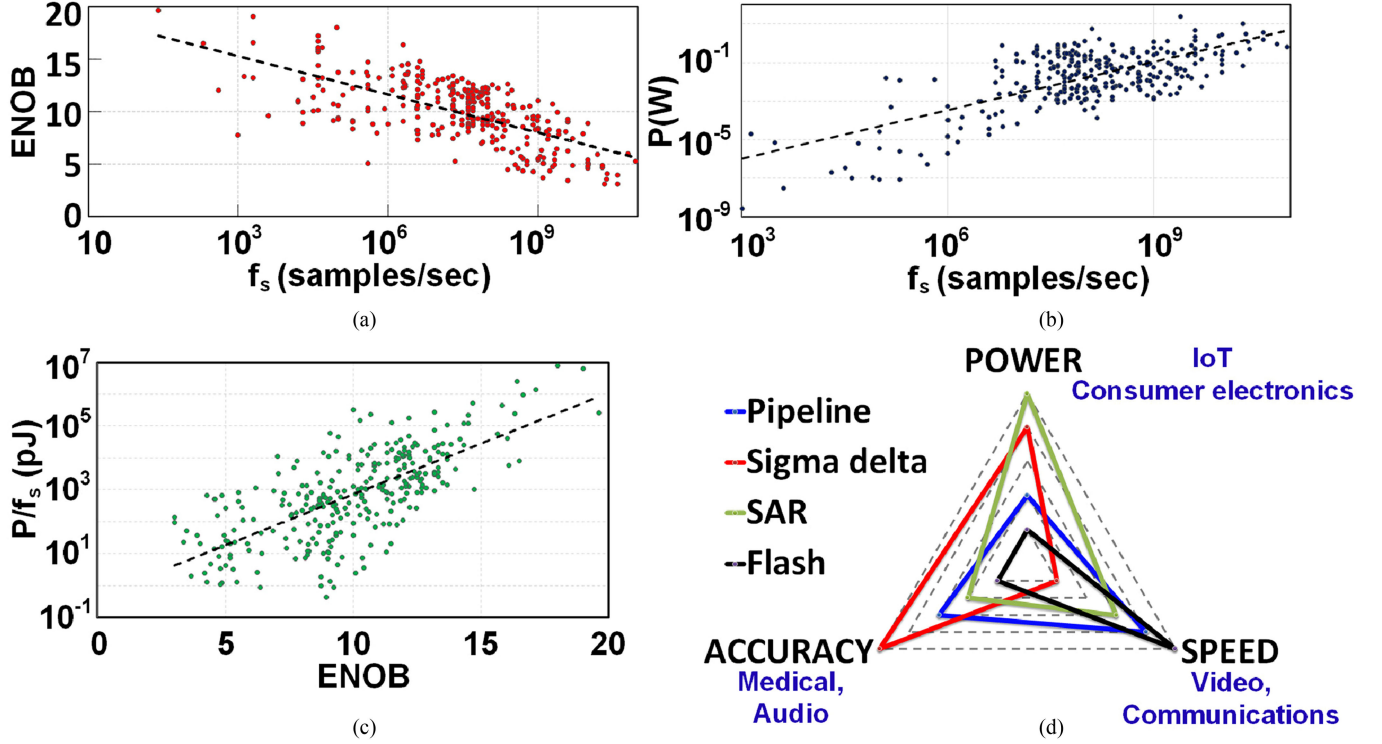 20
15
10
5
0
ENOB
10
10³
10⁶
10⁹
fₛ (samples/sec)
(a)
10⁻¹
10⁻⁵
10⁻⁹
P(W)
10³
10⁶
10⁹
fₛ (samples/sec)
(b)
10⁷
10⁵
10³
10¹
10⁻¹
P/fₛ (pJ)
0
5
10
15
20
ENOB
(c)
POWER
IoT
Consumer electronics
Pipeline
Sigma delta
SAR
Flash
ACCURACY
Medical,
Audio
SPEED
Video,
Communications
(d)